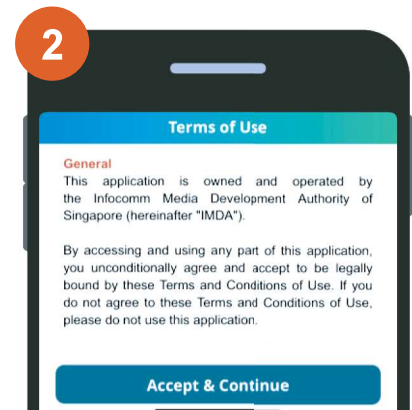 2
Terms of Use
General
This application is owned and operated by
the Infocomm Media Development Authority of
Singapore (hereinafter "IMDA").
By accessing and using any part of this application,
you unconditionally agree and accept to be legally
bound by these Terms and Conditions of Use. If you
do not agree to these Terms and Conditions of Use,
please do not use this application.
Accept & Continue